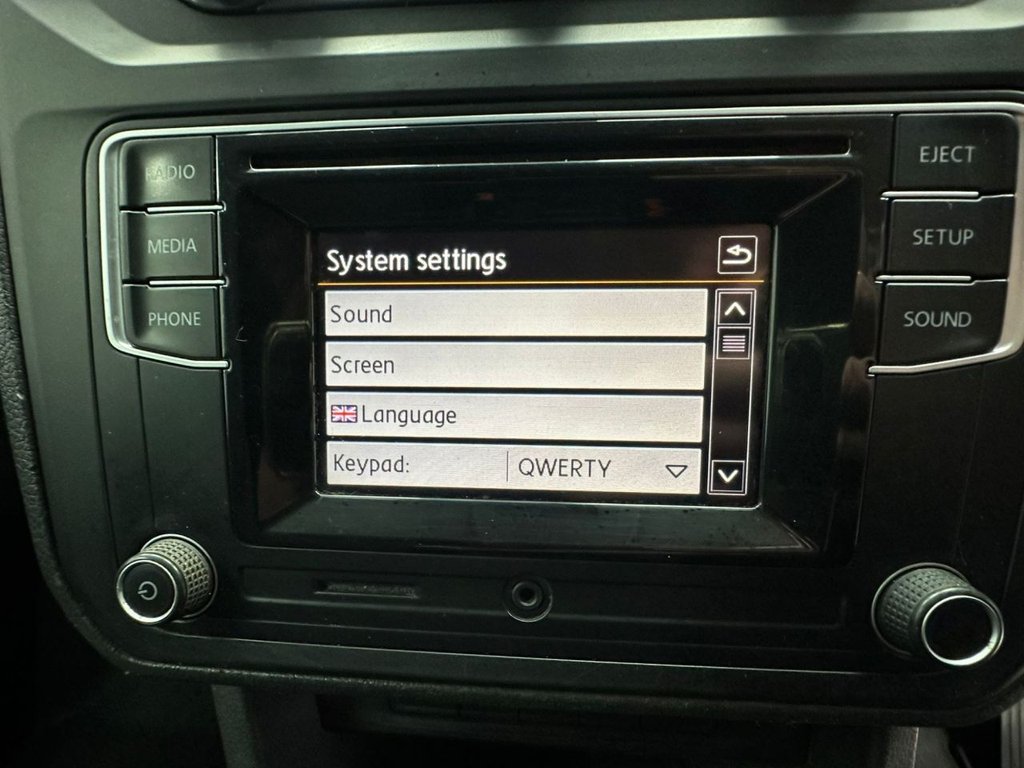 RADIO
MEDIA
PHONE
EJECT
SETUP
SOUND
System settings
Sound
Screen
Language
Keypad: QWERTY